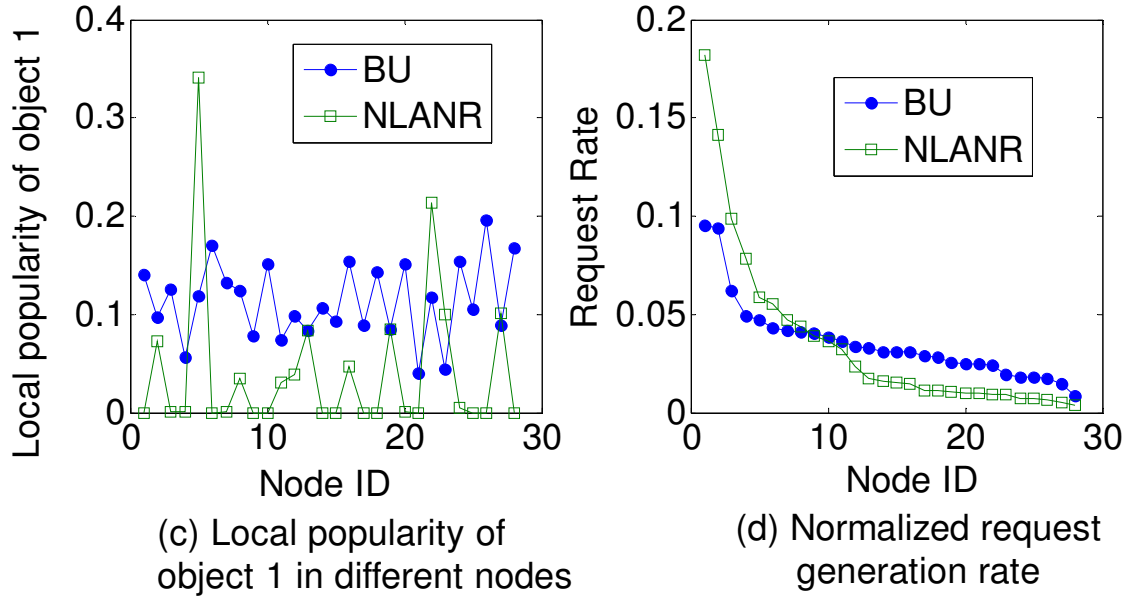 Local popularity of object 1
0.4
0.3
0.2
0.1
0
BU
NLANR
0
10
20
30
Node ID
(c) Local popularity of
object 1 in different nodes
Request Rate
0.2
0.15
0.1
0.05
0
BU
NLANR
0
10
20
30
Node ID
(d) Normalized request
generation rate